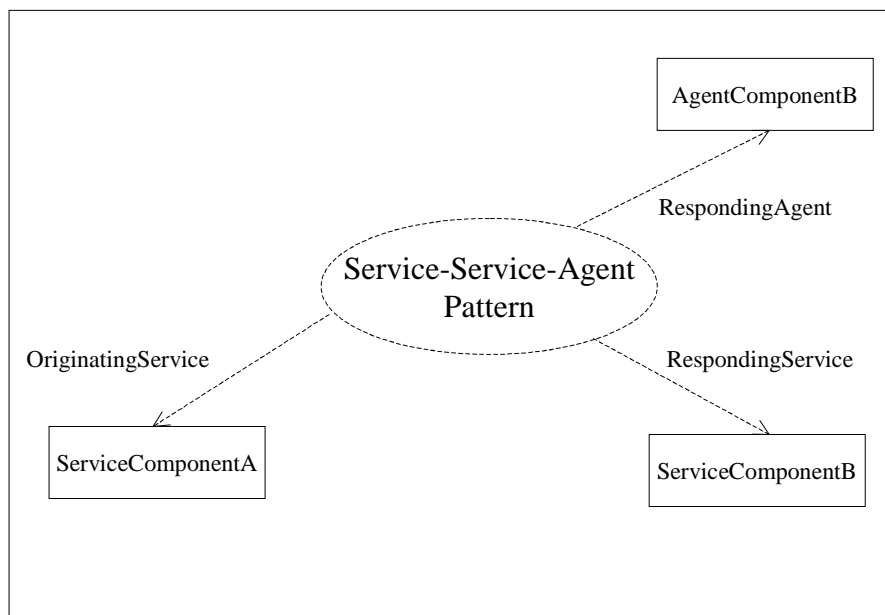 AgentComponentB
RespondingAgent
Service-Service-Agent
Pattern
OriginatingService
RespondingService
ServiceComponentA
ServiceComponentB